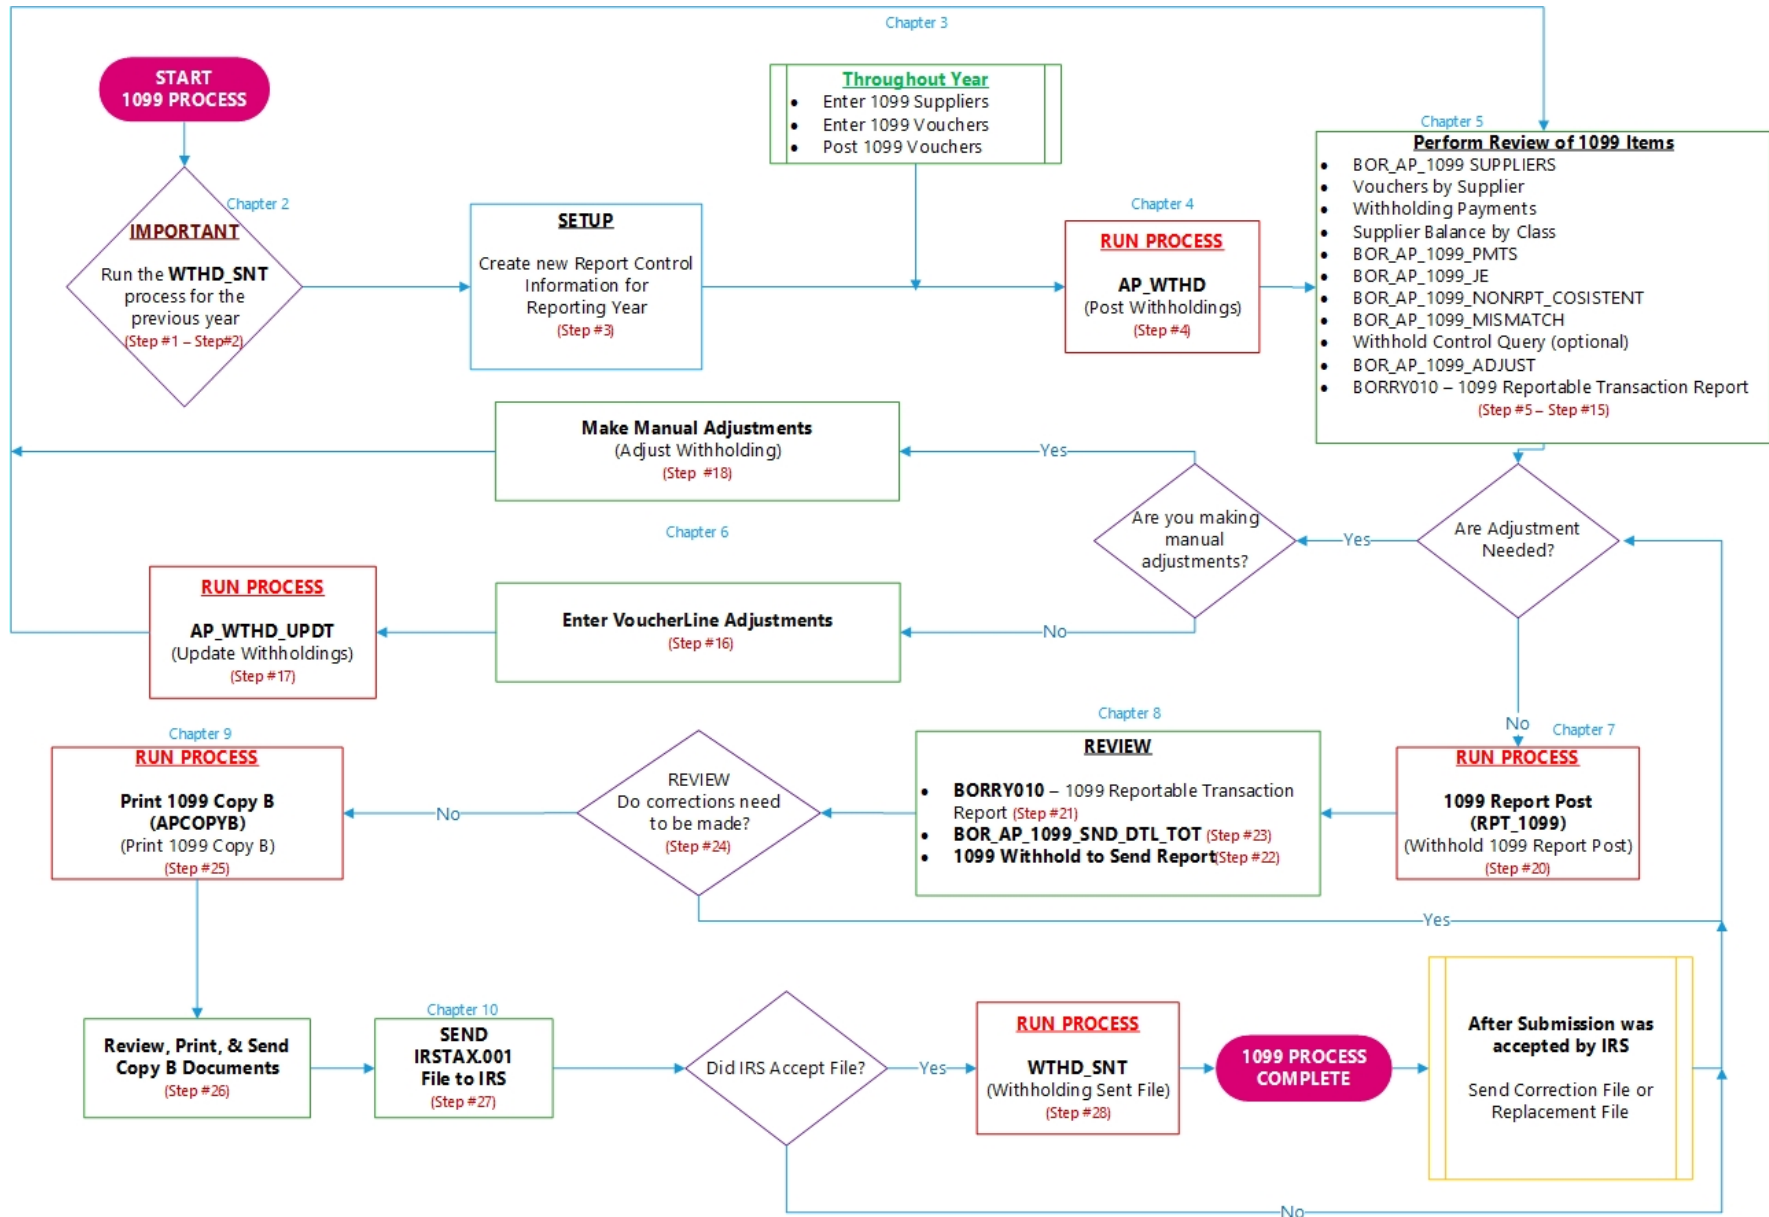 Chapter 3
START
1099 PROCESS
Throughout Year
• Enter 1099 Suppliers
• Enter 1099 Vouchers
• Post 1099 Vouchers
Chapter 2
IMPORTANT
Run the WTHD_SNT
process for the
previous year
(Step #1 – Step#2)
SETUP
Create new Report Control
Information for
Reporting Year
(Step #3)
Chapter 4
RUN PROCESS
AP_WTHD
(Post Withholdings)
(Step #4)
Chapter 5
Perform Review of 1099 Items
• BOR_AP_1099 SUPPLIERS
• Vouchers by Supplier
• Withholding Payments
• Supplier Balance by Class
• BOR_AP_1099_PMTS
• BOR_AP_1099_JE
• BOR_AP_1099_NONRPT_COSISTENT
• BOR_AP_1099_MISMATCH
• Withhold Control Query (optional)
• BOR_AP_1099_ADJUST
• BORRY010 – 1099 Reportable Transaction Report
(Step #5 – Step #15)
Make Manual Adjustments
(Adjust Withholding)
(Step #18)
Yes
Are you making
manual
adjustments?
Yes
Are Adjustment
Needed?
Chapter 6
RUN PROCESS
AP_WTHD_UPDT
(Update Withholdings)
(Step #17)
Enter VoucherLine Adjustments
(Step #16)
No
No
Chapter 7
RUN PROCESS
1099 Report Post
(RPT_1099)
(Withhold 1099 Report Post)
(Step #20)
Chapter 8
REVIEW
• BORRY010 – 1099 Reportable Transaction
Report (Step #21)
• BOR_AP_1099_SND_DTL_TOT (Step #23)
• 1099 Withhold to Send Report(Step #22)
REVIEW
Do corrections need
to be made?
(Step #24)
No
Yes
Chapter 9
RUN PROCESS
Print 1099 Copy B
(APCOPYB)
(Print 1099 Copy B)
(Step #25)
Review, Print, & Send
Copy B Documents
(Step #26)
Chapter 10
SEND
IRSTAX.001
File to IRS
(Step #27)
Did IRS Accept File?
Yes
RUN PROCESS
WTHD_SNT
(Withholding Sent File)
(Step #28)
1099 PROCESS
COMPLETE
After Submission was
accepted by IRS
Send Correction File or
Replacement File
No